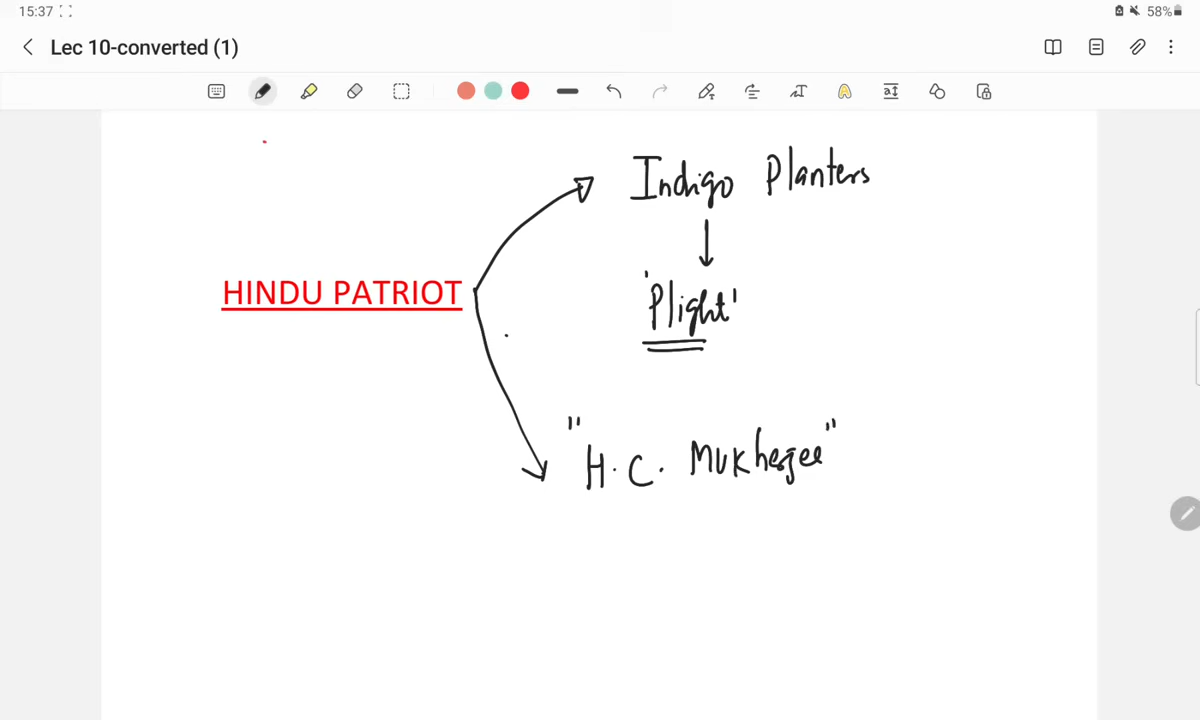 15:37
58%
Lec 10-converted (1)
Indigo Planters
HINDU PATRIOT
'Plight'
"H.C. Mukherjee"